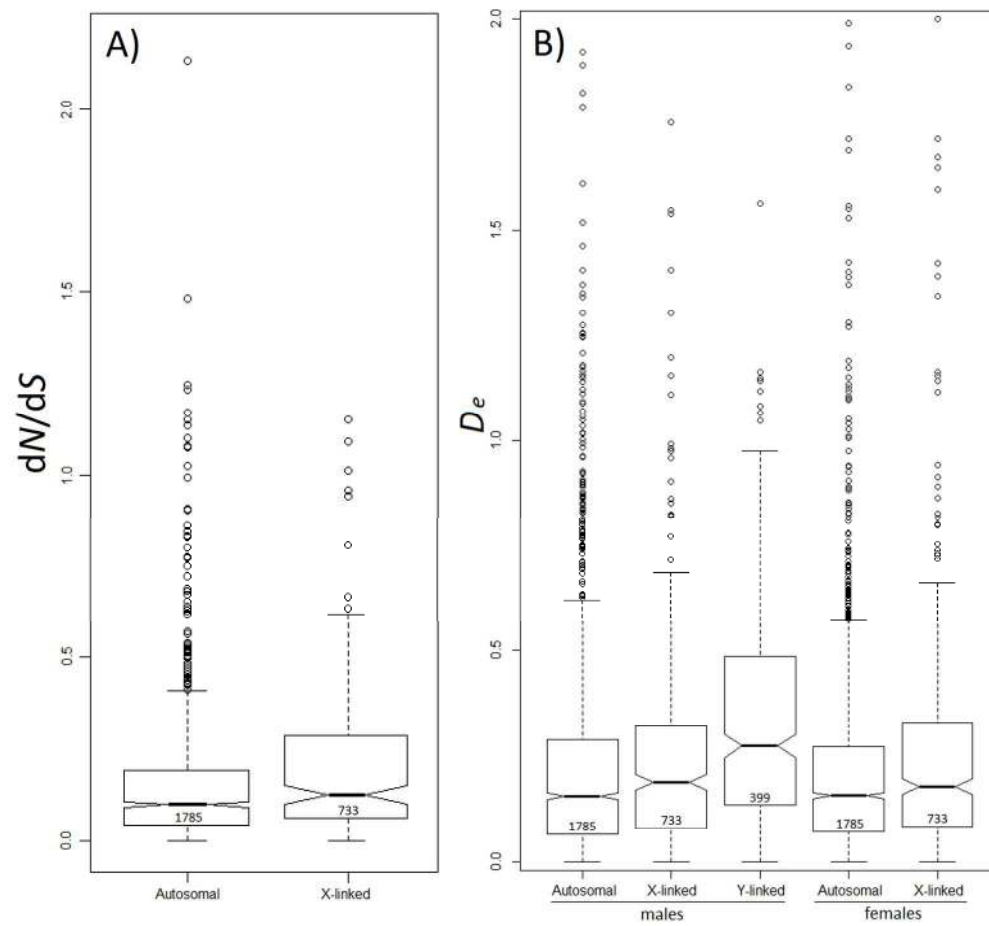 A)
dN/dS
2.0
1.5
1.0
0.5
0.0
1785
733
Autosomal X-linked
B)
De
2.0
1.5
1.0
0.5
0.0
1785
733
399
1785
733
Autosomal X-linked Y-linked Autosomal X-linked
males females